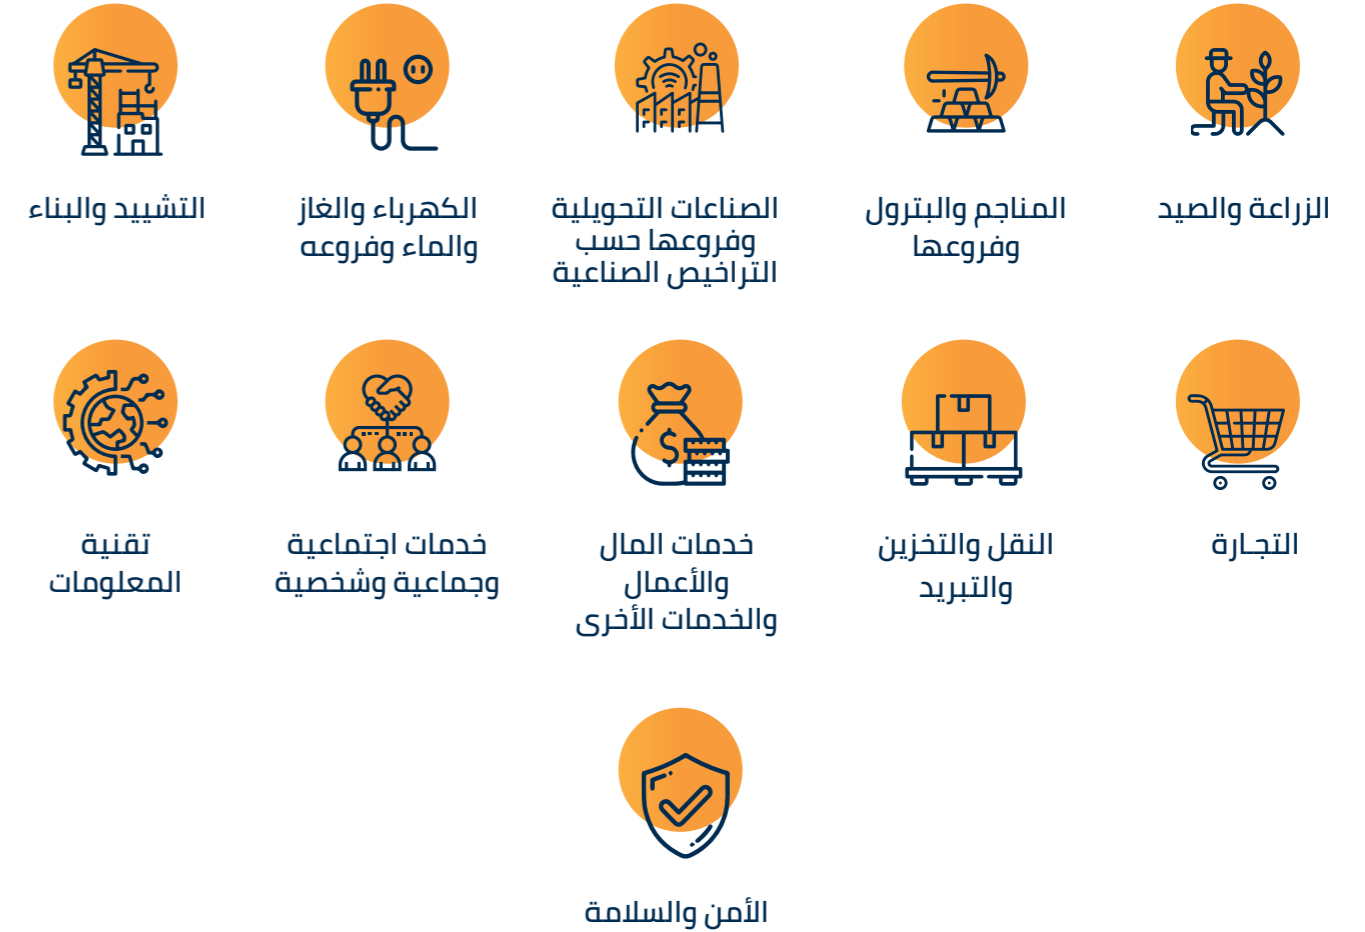 الزراعة والصيد
المناجم والبترول
وفروعها
الصناعات التحويلية
وفروعها حسب
التراخيص الصناعية
الكهرباء والغاز
والماء وفروعه
التشييد والبناء
التجـارة
النقل والتخزين
والتبريد
خدمات المال
والأعمال
والخدمات الأخرى
خدمات اجتماعية
وجماعية وشخصية
تقنية
المعلومات
الأمن والسلامة